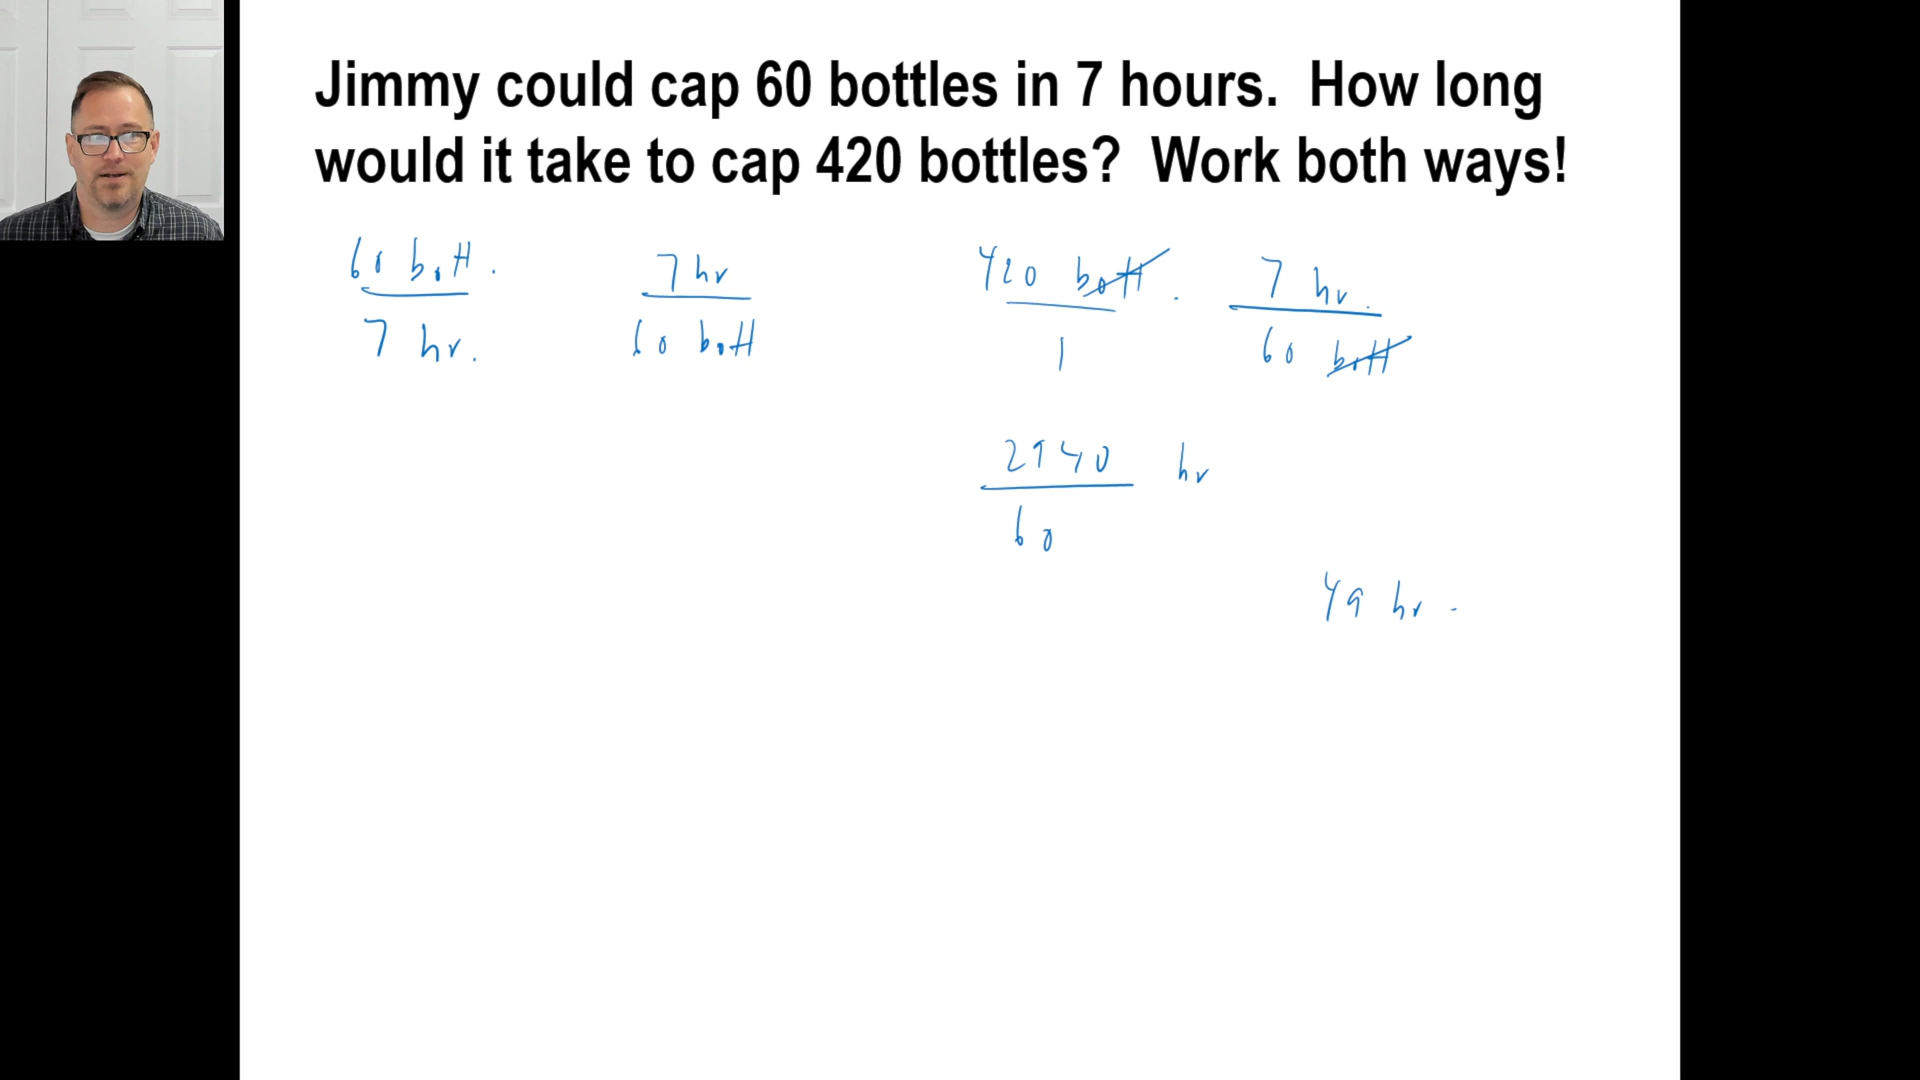 Jimmy could cap 60 bottles in 7 hours. How long
would it take to cap 420 bottles? Work both ways!
60 bott. 7 hr 420 bott . 7 hr.
7 hr. 60 bott 1 60 bott
2940 hr
60
49 hr.